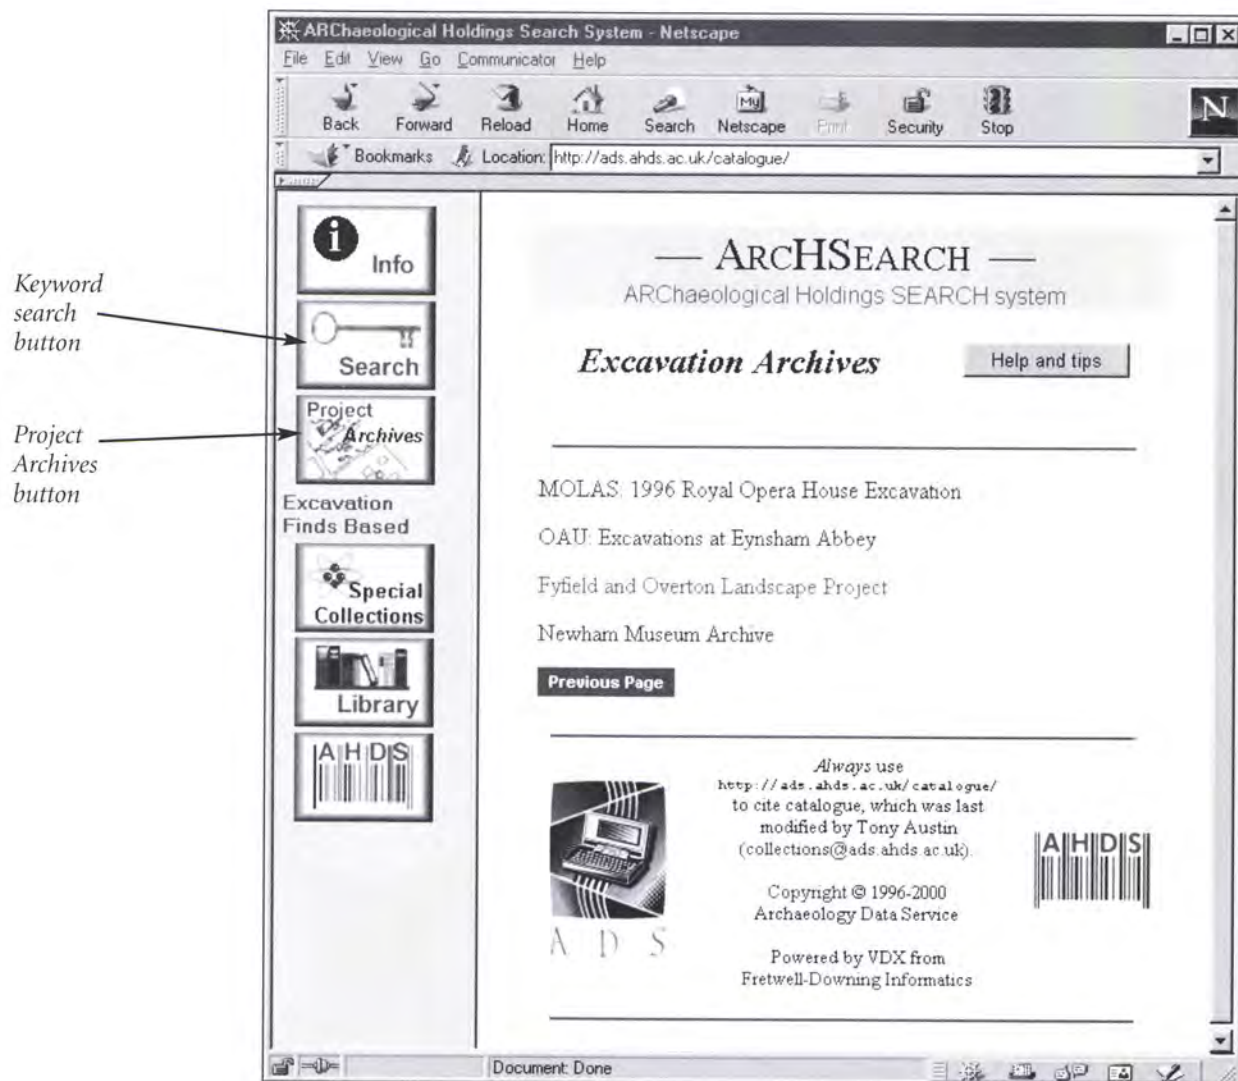 ARChaeological Holdings Search System - Netscape
File Edit View Go Communicator Help
Back Forward Reload Home Search Netscape Print Security Stop
My
N
Bookmarks Location: http://ads.ahds.ac.uk/catalogue/
i Info
Search
Project
Archives
Excavation
Finds Based
Special
Collections
Library
AHDS
Keyword
search
button
Project
Archives
button
— ARCHSEARCH —
ARChaeological Holdings SEARCH system
Excavation Archives
Help and tips
MOLAS: 1996 Royal Opera House Excavation
OAU: Excavations at Eynsham Abbey
Fyfield and Overton Landscape Project
Newham Museum Archive
Previous Page
ADS
Always use
http://ads.ahds.ac.uk/catalogue/
to cite catalogue, which was last
modified by Tony Austin
(collections@ads.ahds.ac.uk).
Copyright © 1996-2000
Archaeology Data Service
Powered by VDX from
Fretwell-Downing Informatics
AHDS
Document: Done